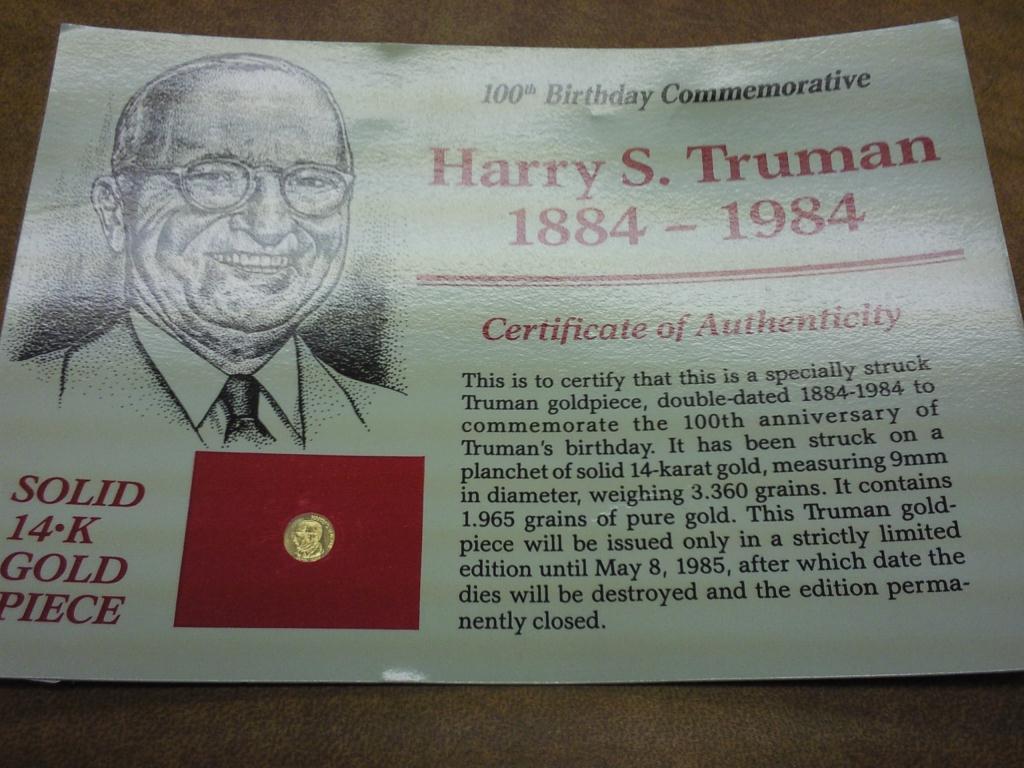 100th Birthday Commemorative
Harry S. Truman
1884 – 1984
Certificate of Authenticity
This is to certify that this is a specially struck
Truman goldpiece, double-dated 1884-1984 to
commemorate the 100th anniversary of
Truman's birthday. It has been struck on a
planchet of solid 14-karat gold, measuring 9mm
in diameter, weighing 3.360 grains. It contains
1.965 grains of pure gold. This Truman gold-
piece will be issued only in a strictly limited
edition until May 8, 1985, after which date the
dies will be destroyed and the edition perma-
nently closed.
SOLID
14·K
GOLD
PIECE